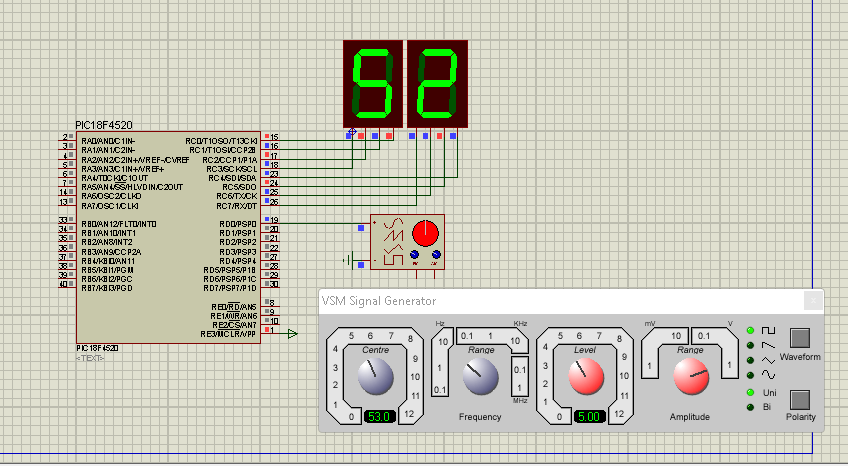 52
PIC18F4520
2 RA0/AN0/C1IN- RC0/T1OSO/T13CKI 15
3 RA1/AN1/C2IN- RC1/T1OSI/CCP2B 16
4 RA2/AN2/C2IN+/VREF-/CVREF RC2/CCP1/P1A 17
5 RA3/AN3/C1IN+/VREF+ RC3/SCK/SCL 18
6 RA4/T0CKI/C1OUT RC4/SDI/SDA 23
7 RA5/AN4/SS/HLVDIN/C2OUT RC5/SDO 24
14 RA6/OSC2/CLKO RC6/TX/CK 25
13 RA7/OSC1/CLKI RC7/RX/DT 26
33 RB0/AN12/FLT0/INT0 RD0/PSP0 19
34 RB1/AN10/INT1 RD1/PSP1 20
35 RB2/AN8/INT2 RD2/PSP2 21
36 RB3/AN9/CCP2A RD3/PSP3 22
37 RB4/KBI0/AN11 RD4/PSP4 27
38 RB5/KBI1/PGM RD5/PSP5/P1B 28
39 RB6/KBI2/PGC RD6/PSP6/P1C 29
40 RB7/KBI3/PGD RD7/PSP7/P1D 30
RE0/RD/AN5 8
RE1/WR/AN6 9
RE2/CS/AN7 10
RE3/MCLR/VPP 1
PIC18F4520
<TEXT>
+
FM AM
VSM Signal Generator
0 1 2 3 4 5 6 7 8 9 10 11 12
Centre
53.0
Hz KHz
0.1 1 10 0.1 1 10 0.1 1
MHz
Range
Frequency
0 1 2 3 4 5 6 7 8 9 10 11 12
Level
5.00
mV V
1 10 0.1 1
Range
Amplitude
Waveform
Uni
Bi
Polarity